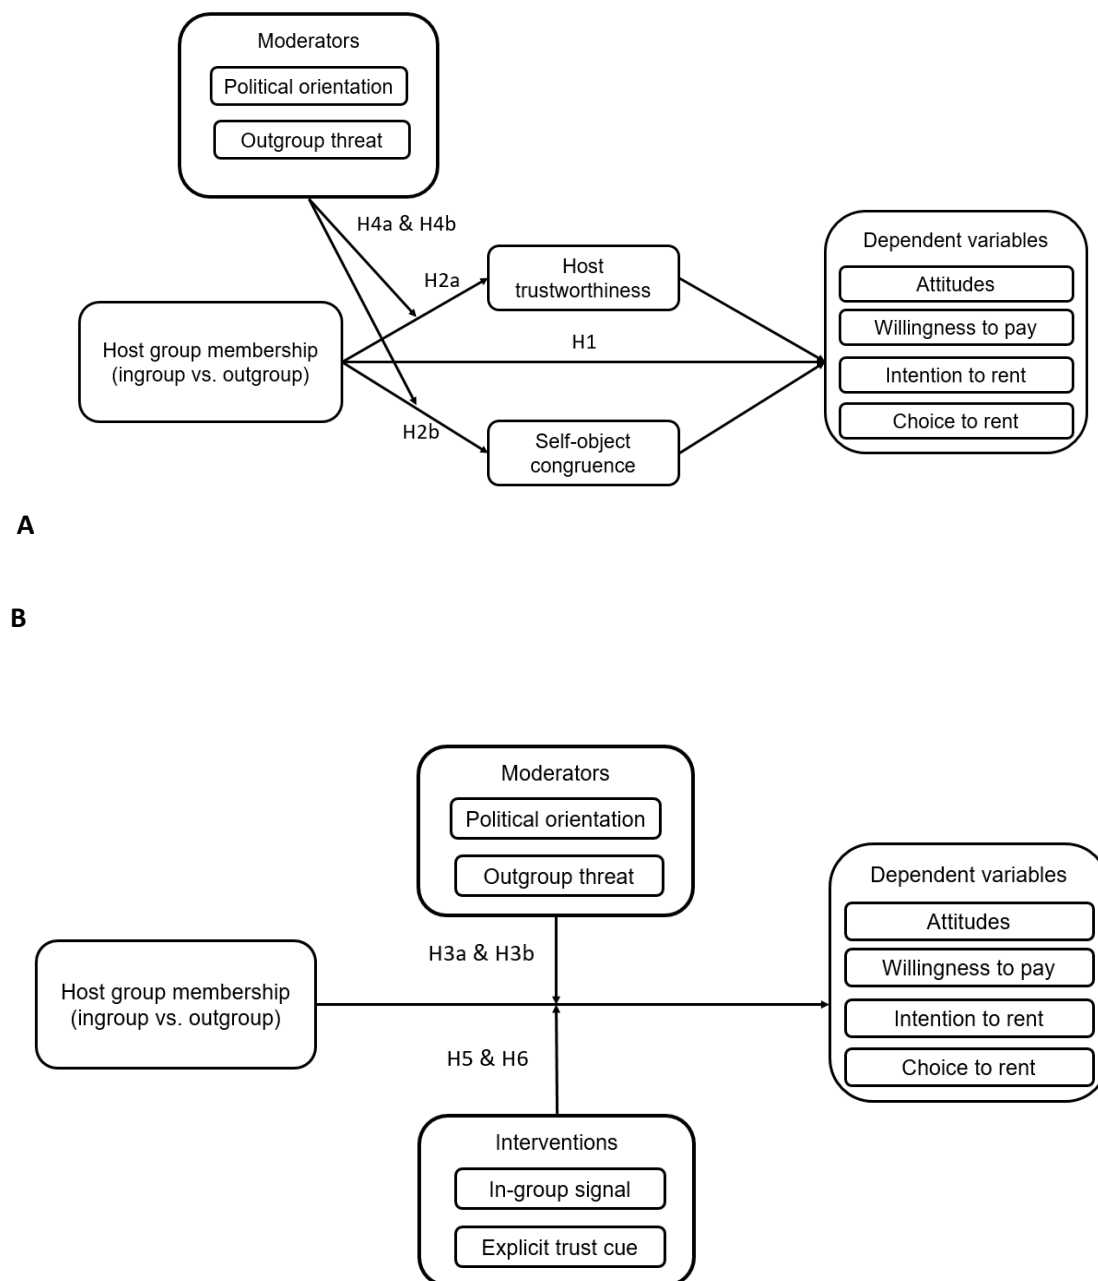 Moderators
Political orientation
Outgroup threat
H4a & H4b
H2a
Host
trustworthiness
Host group membership
(ingroup vs. outgroup)
H1
H2b
Self-object
congruence
Dependent variables
Attitudes
Willingness to pay
Intention to rent
Choice to rent
A
B
Moderators
Political orientation
Outgroup threat
H3a & H3b
Host group membership
(ingroup vs. outgroup)
H5 & H6
Interventions
In-group signal
Explicit trust cue
Dependent variables
Attitudes
Willingness to pay
Intention to rent
Choice to rent